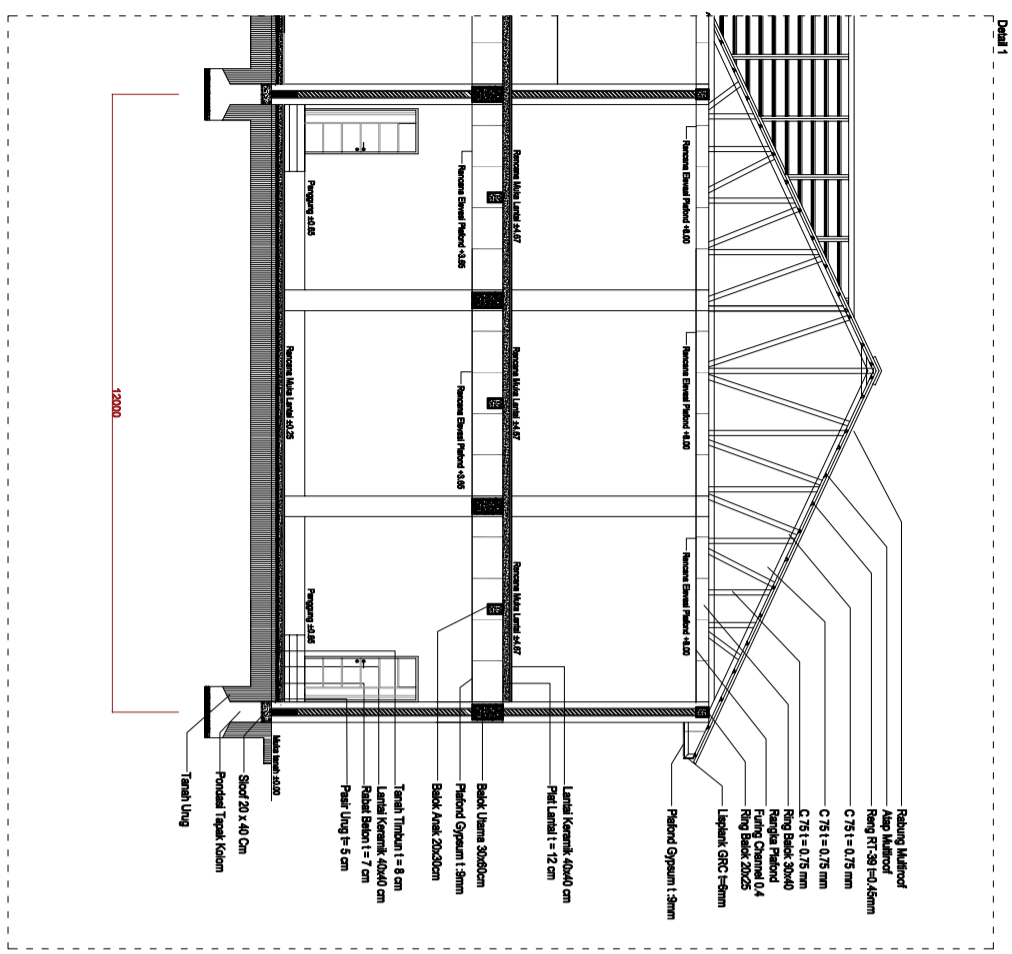 Detail 1
Rabung Multiroof
Atap Multiroof
Reng RT-39 t=0.45mm
C 75 t = 0.75 mm
C 75 t = 0.75 mm
C 75 t = 0.75 mm
Ring Balok 30x40
Rangka Plafond
Furing Channel 0.4
Ring Balok 20x25
Lisplank GRC t=6mm
Plafond Gypsum t :9mm
Rencana Elevasi Plafond +8.00
Rencana Elevasi Plafond +8.00
Rencana Elevasi Plafond +8.00
Lantai Keramik 40x40 cm
Plat Lantai t = 12 cm
Rencana Muka Lantai ±4.67
Rencana Muka Lantai ±4.67
Rencana Muka Lantai ±4.67
Balok Utama 30x60cm
Plafond Gypsum t :9mm
Balok Anak 20x30cm
Rencana Elevasi Plafond +3.65
Rencana Elevasi Plafond +3.65
Tanah Timbun t = 8 cm
Lantai Keramik 40x40 cm
Rabat Beton t = 7 cm
Pasir Urug t= 5 cm
Panggung ±0.65
Rencana Muka Lantai ±0.25
Panggung ±0.65
Muka tanah ±0.00
Sloof 20 x 40 Cm
Pondasi Tapak Kolom
Tanah Urug
12000